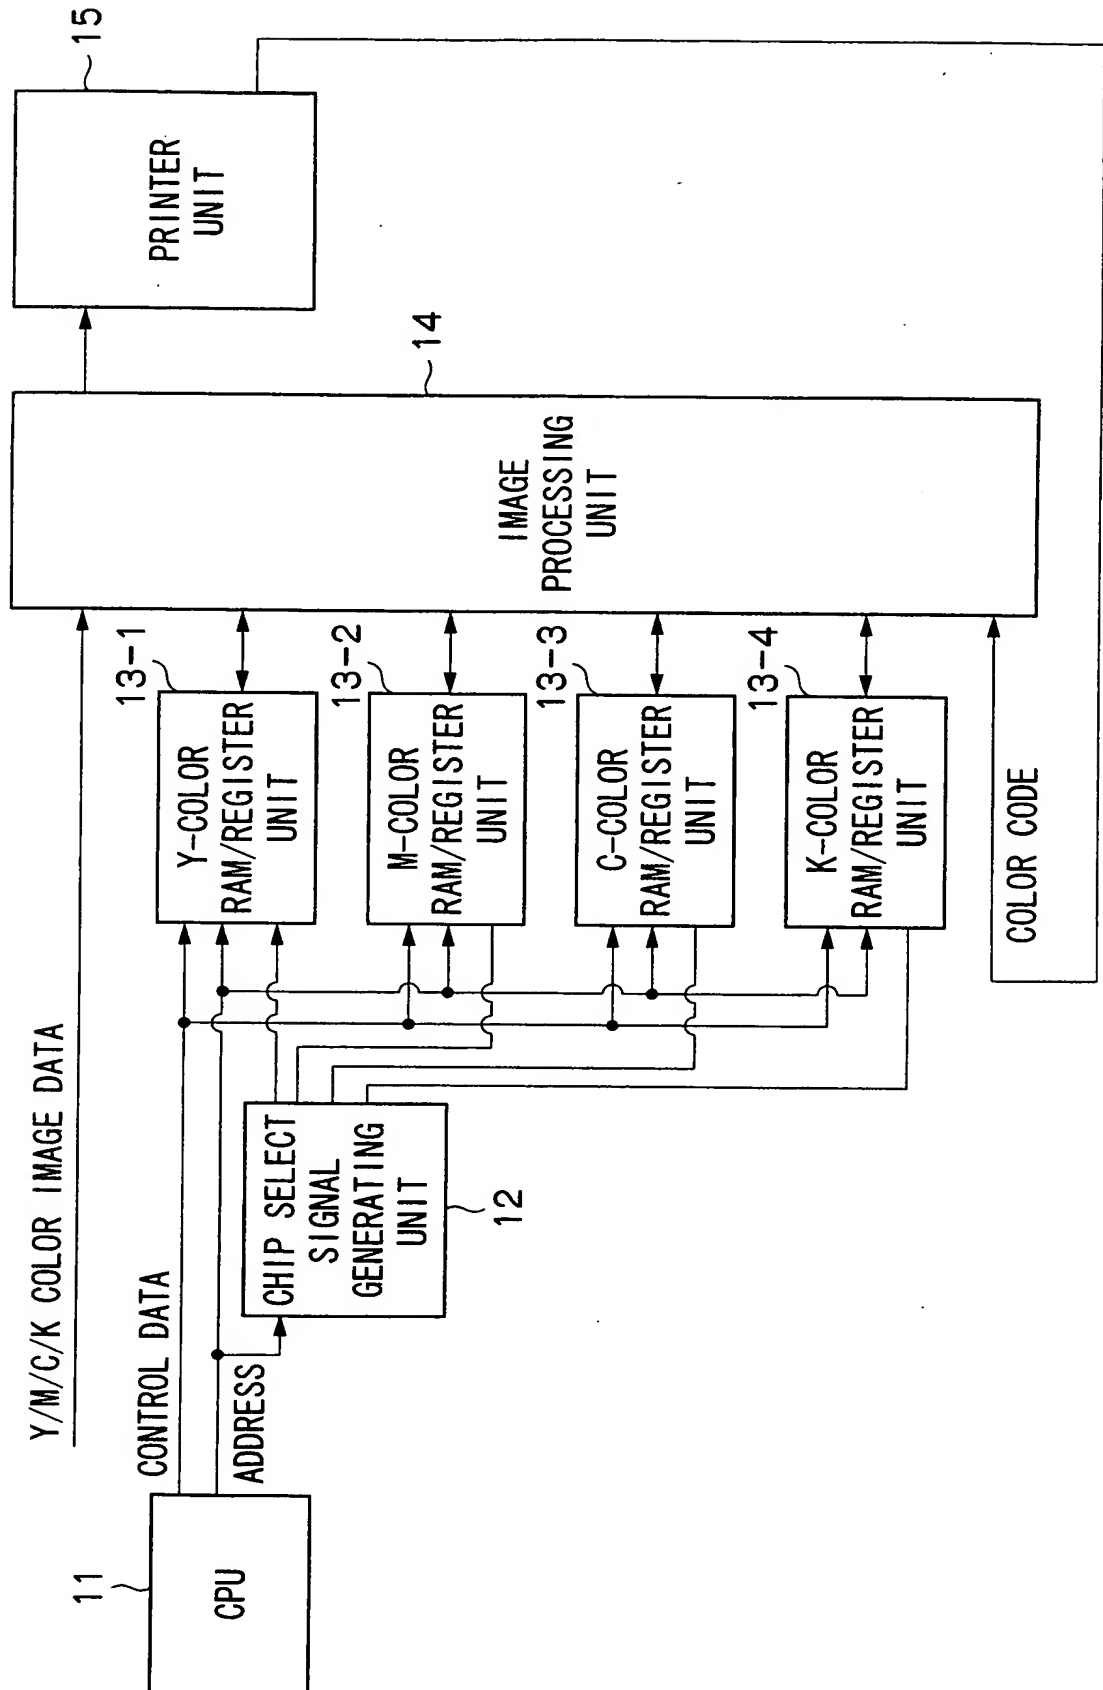 11
CPU
CONTROL DATA
ADDRESS
Y/M/C/K COLOR IMAGE DATA
CHIP SELECT
SIGNAL
GENERATING
UNIT
12
13-1
Y-COLOR
RAM/REGISTER
UNIT
13-2
M-COLOR
RAM/REGISTER
UNIT
13-3
C-COLOR
RAM/REGISTER
UNIT
13-4
K-COLOR
RAM/REGISTER
UNIT
COLOR CODE
14
IMAGE
PROCESSING
UNIT
15
PRINTER
UNIT